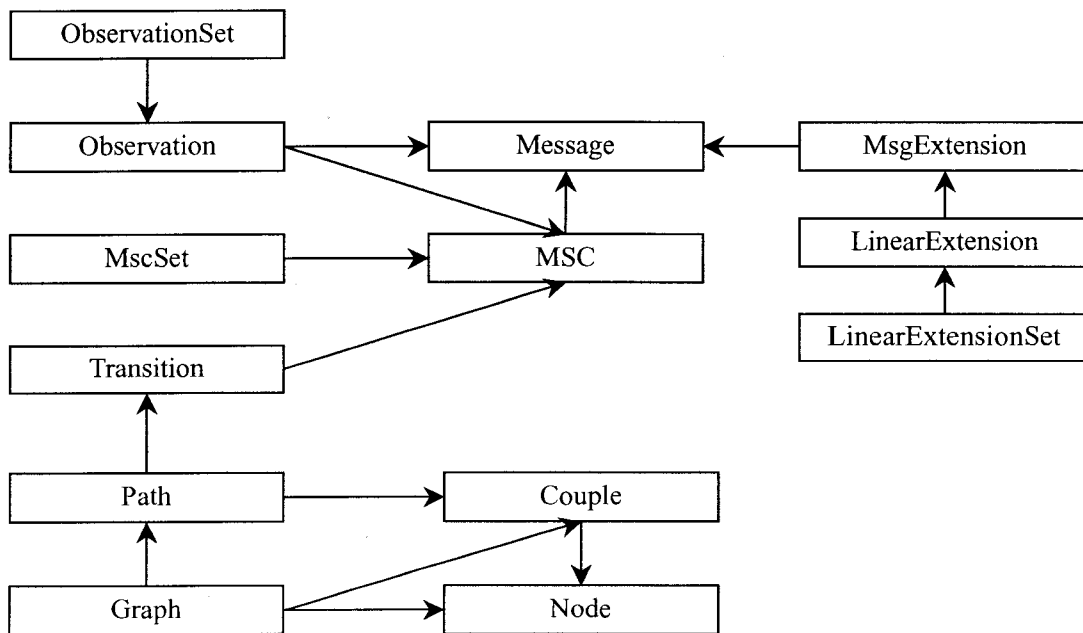 ObservationSet
Observation
Message
MsgExtension
MscSet
MSC
LinearExtension
LinearExtensionSet
Transition
Path
Couple
Graph
Node